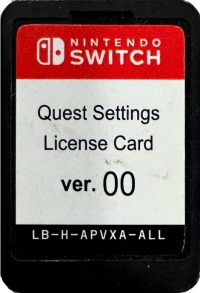 NINTENDO
SWITCH
Quest Settings
License Card
ver. 00
LB-H-APVXA-ALL